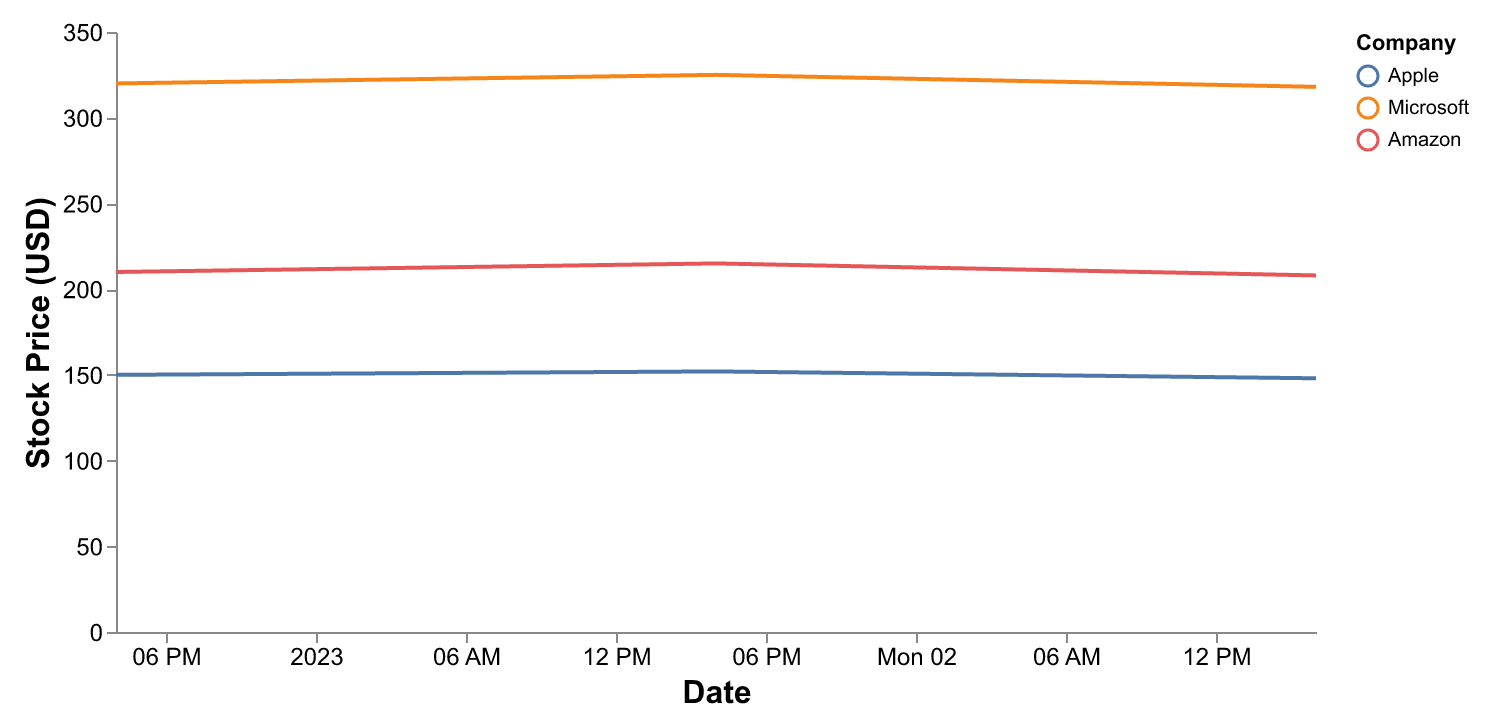 350
300
250
200
150
100
50
0
Stock Price (USD)
06 PM
2023
06 AM
12 PM
06 PM
Mon 02
06 AM
12 PM
Date
Company
Apple
Microsoft
Amazon